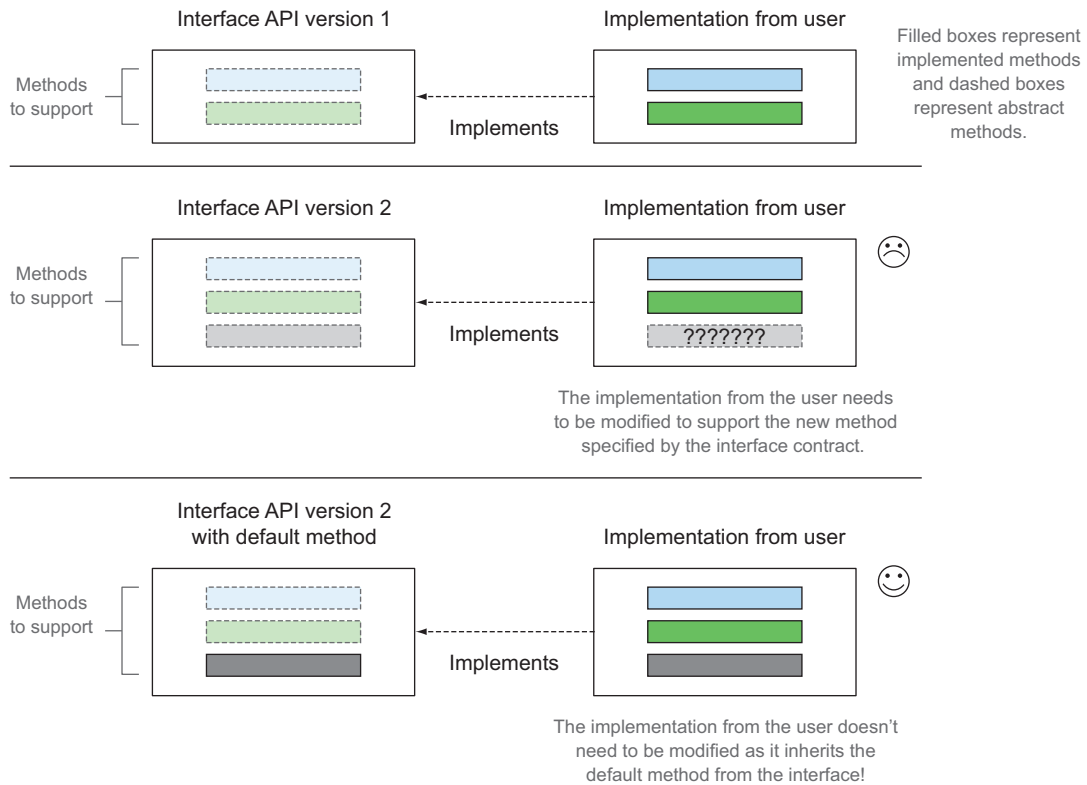 Interface API version 1
Implementation from user
Filled boxes represent
implemented methods
and dashed boxes
represent abstract
methods.
Methods
to support
Implements
Interface API version 2
Implementation from user
Methods
to support
Implements
???????
The implementation from the user needs
to be modified to support the new method
specified by the interface contract.
Interface API version 2
with default method
Implementation from user
Methods
to support
Implements
The implementation from the user doesn’t
need to be modified as it inherits the
default method from the interface!